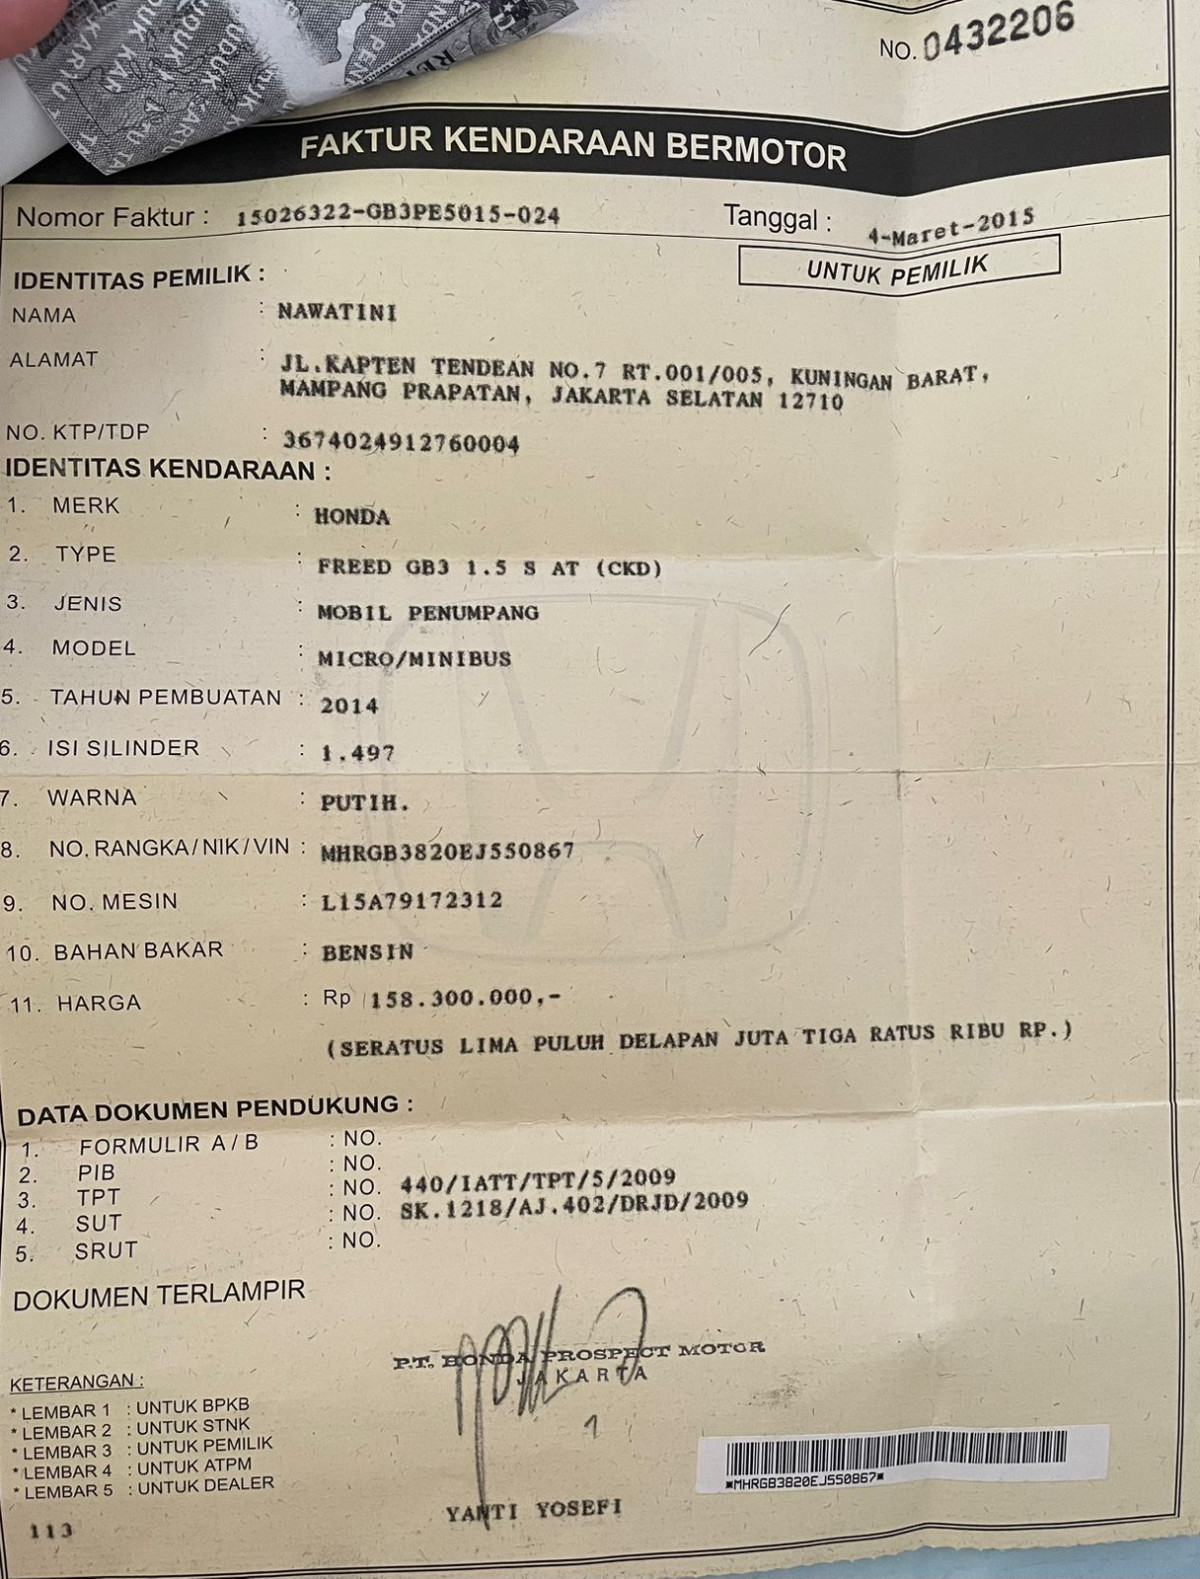 NO. 0432206
FAKTUR KENDARAAN BERMOTOR
Nomor Faktur : 15026322-GB3PE5015-024 Tanggal : 4-Maret-2015
UNTUK PEMILIK
IDENTITAS PEMILIK :
NAMA : NAWATINI
ALAMAT : JL.KAPTEN TENDEAN NO.7 RT.001/005, KUNINGAN BARAT,
MAMPANG PRAPATAN, JAKARTA SELATAN 12710
NO. KTP/TDP : 3674024912760004
IDENTITAS KENDARAAN :
1. MERK : HONDA
2. TYPE : FREED GB3 1.5 S AT (CKD)
3. JENIS : MOBIL PENUMPANG
4. MODEL : MICRO/MINIBUS
5. TAHUN PEMBUATAN : 2014
6. ISI SILINDER : 1.497
7. WARNA : PUTIH.
8. NO. RANGKA/NIK/VIN : MHRGB3820EJ550867
9. NO. MESIN : L15A79172312
10. BAHAN BAKAR : BENSIN
11. HARGA : Rp 158.300.000,-
(SERATUS LIMA PULUH DELAPAN JUTA TIGA RATUS RIBU RP.)
DATA DOKUMEN PENDUKUNG :
1. FORMULIR A/B : NO.
2. PIB : NO.
3. TPT : NO. 440/IATT/TPT/5/2009
4. SUT : NO. SK.1218/AJ.402/DRJD/2009
5. SRUT : NO.
DOKUMEN TERLAMPIR
P.T. HONDA PROSPECT MOTOR
JAKARTA
1
KETERANGAN :
* LEMBAR 1 : UNTUK BPKB
* LEMBAR 2 : UNTUK STNK
* LEMBAR 3 : UNTUK PEMILIK
* LEMBAR 4 : UNTUK ATPM
* LEMBAR 5 : UNTUK DEALER
*MHRGB3820EJ550867*
YANTI YOSEFI
113